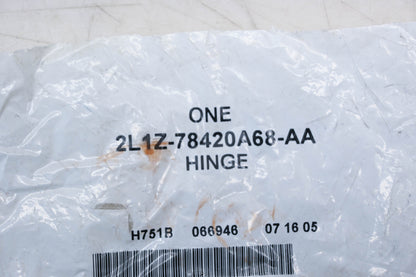 ONE
2L1Z-78420A68-AA
HINGE
H751B 066946 07 16 05